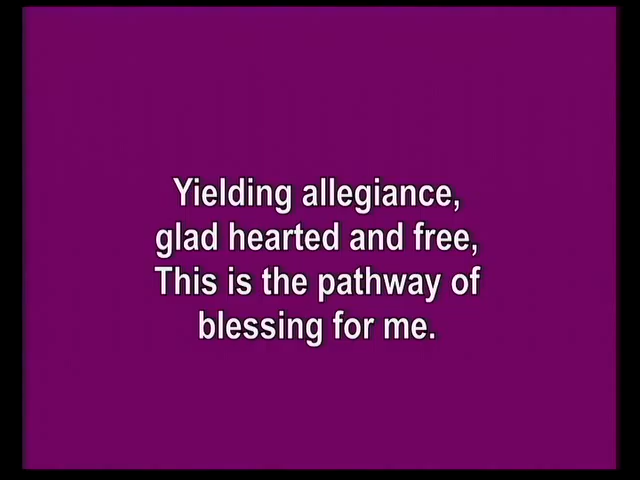 Yielding allegiance,
glad hearted and free,
This is the pathway of
blessing for me.